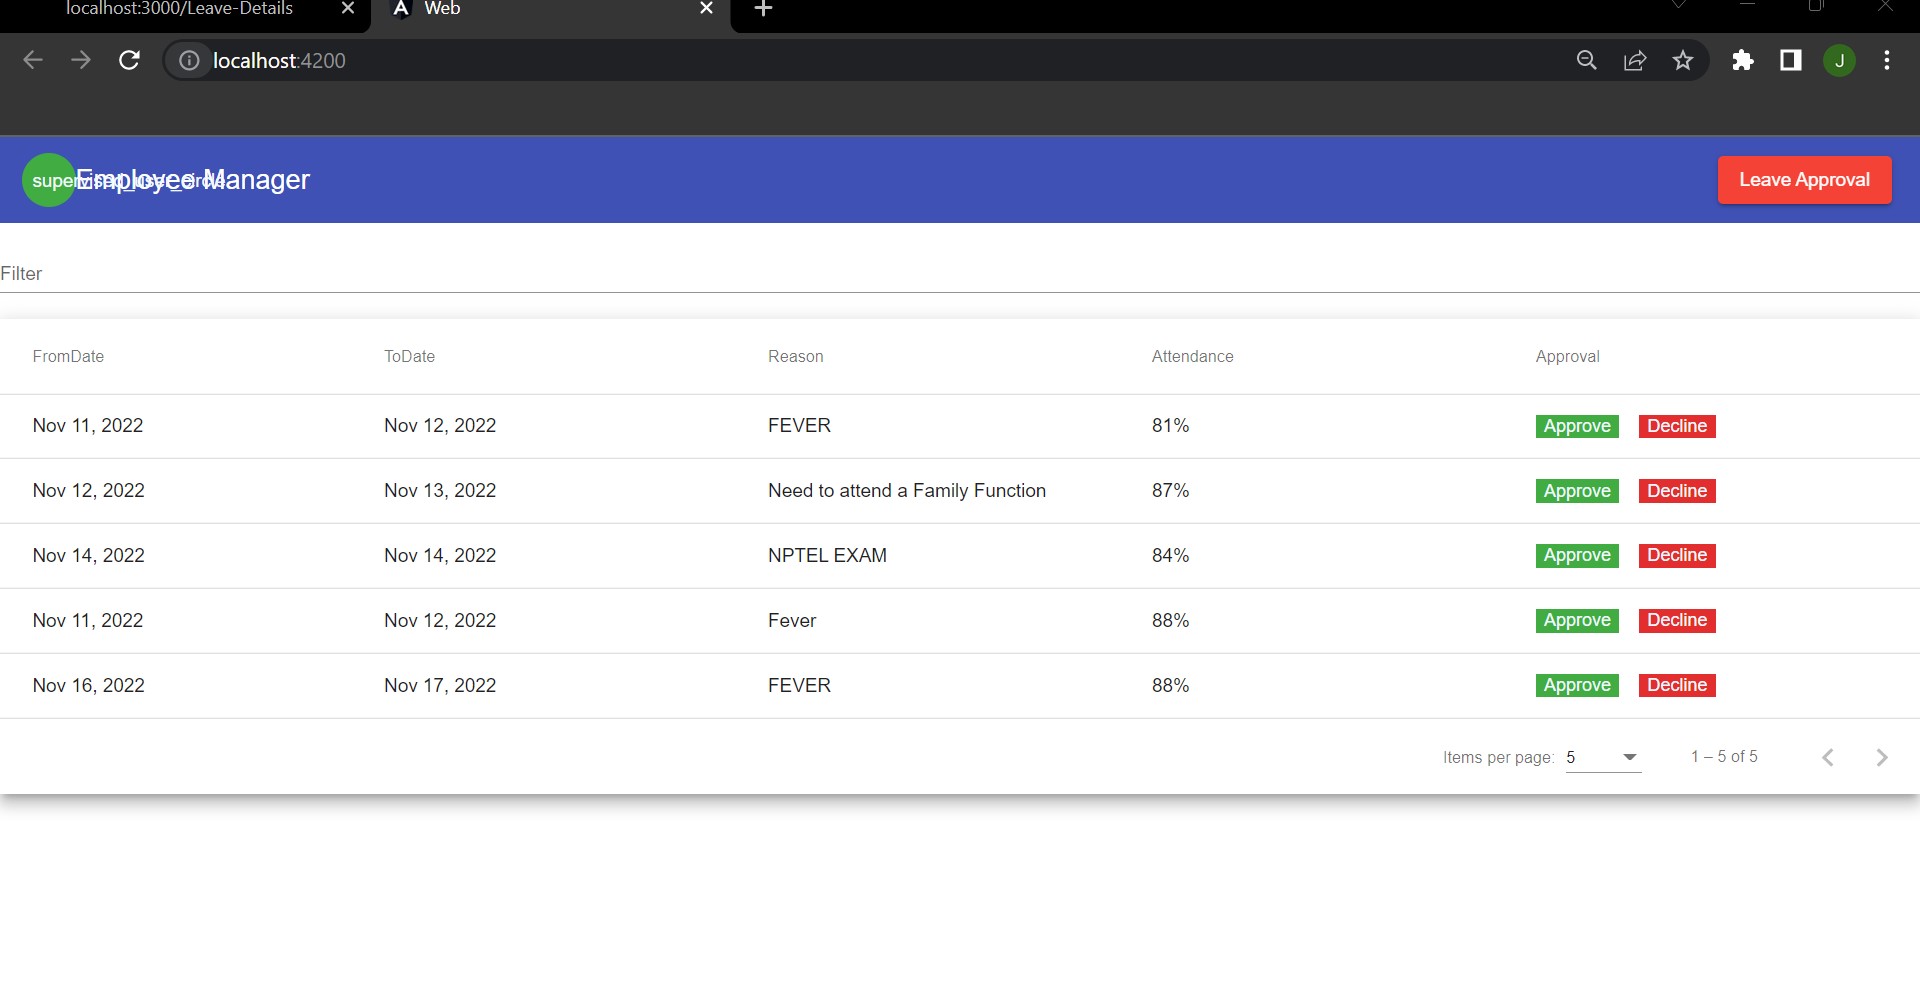 localhost:3000/Leave-Details Web
localhost:4200 J
supervised_user_circle Employee Manager Leave Approval
Filter
FromDate ToDate Reason Attendance Approval
Nov 11, 2022 Nov 12, 2022 FEVER 81% Approve Decline
Nov 12, 2022 Nov 13, 2022 Need to attend a Family Function 87% Approve Decline
Nov 14, 2022 Nov 14, 2022 NPTEL EXAM 84% Approve Decline
Nov 11, 2022 Nov 12, 2022 Fever 88% Approve Decline
Nov 16, 2022 Nov 17, 2022 FEVER 88% Approve Decline
Items per page: 5 1 – 5 of 5